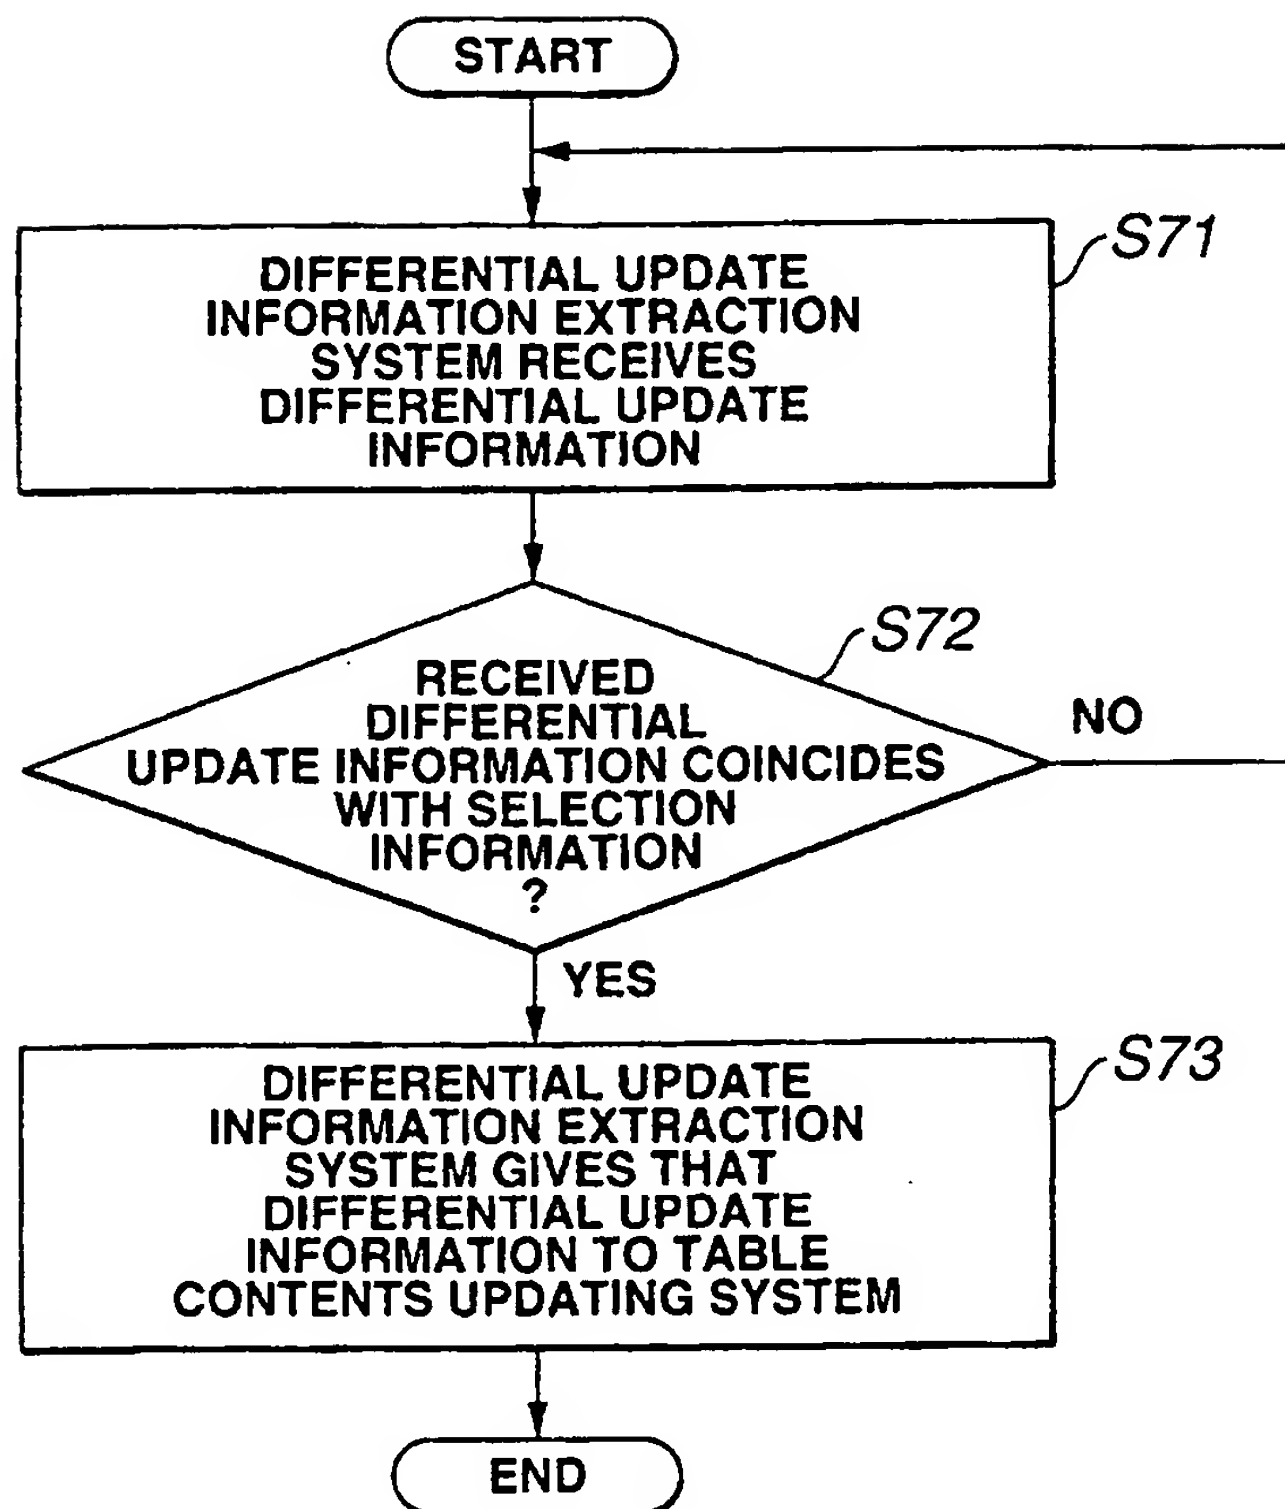 START
S71
DIFFERENTIAL UPDATE
INFORMATION EXTRACTION
SYSTEM RECEIVES
DIFFERENTIAL UPDATE
INFORMATION
S72
RECEIVED
DIFFERENTIAL
UPDATE INFORMATION COINCIDES
WITH SELECTION
INFORMATION
?
NO
YES
S73
DIFFERENTIAL UPDATE
INFORMATION EXTRACTION
SYSTEM GIVES THAT
DIFFERENTIAL UPDATE
INFORMATION TO TABLE
CONTENTS UPDATING SYSTEM
END